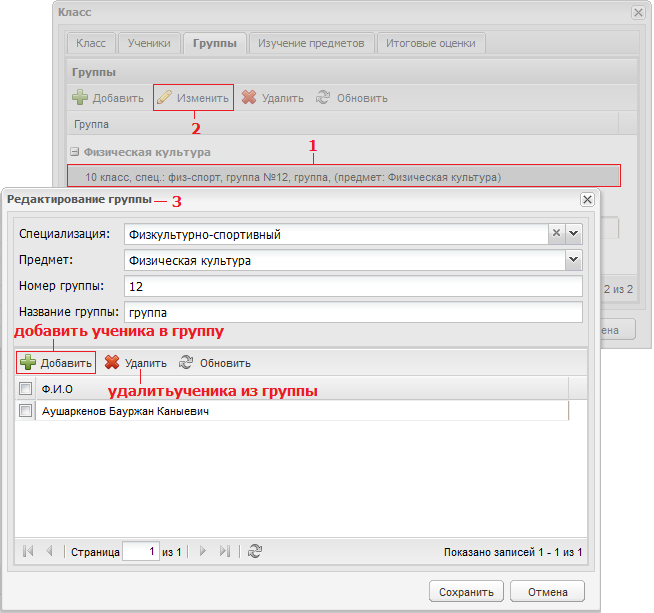 Класс
Класс Ученики Группы Изучение предметов Итоговые оценки
Группы
Добавить Изменить Удалить Обновить
2
Группа
1
Физическая культура
10 класс, спец.: физ-спорт, группа №12, группа, (предмет: Физическая культура)
Редактирование группы 3
Специализация: Физкультурно-спортивный
Предмет: Физическая культура
Номер группы: 12
2 из 2
Название группы: группа
ена
добавить ученика в группу
Добавить Удалить Обновить
удалитьученика из группы
Ф.И.О
Аушаркенов Бауржан Каныевич
Страница 1 из 1 Показано записей 1 - 1 из 1
Сохранить Отмена